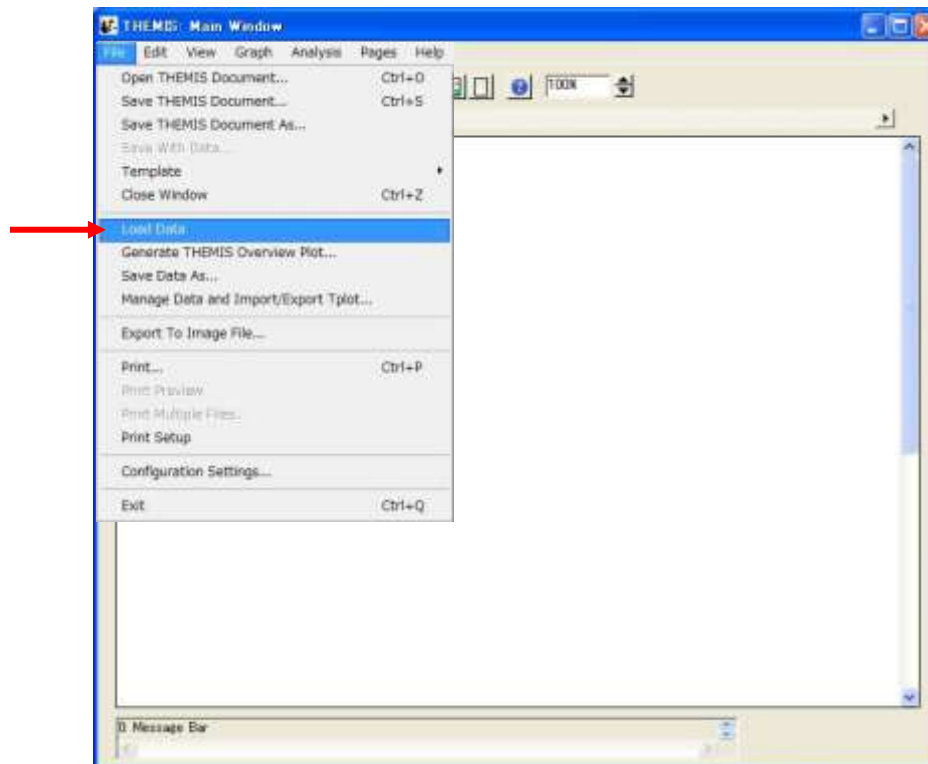 THEMIS: Main Window
File Edit View Graph Analysis Pages Help
100%
Open THEMIS Document... Ctrl+O
Save THEMIS Document... Ctrl+S
Save THEMIS Document As...
Save With Data...
Template
Close Window Ctrl+Z
Load Data
Generate THEMIS Overview Plot...
Save Data As...
Manage Data and Import/Export Tplot...
Export To Image File...
Print... Ctrl+P
Print Preview
Print Multiple Files...
Print Setup
Configuration Settings...
Exit Ctrl+Q
0 Message Bar